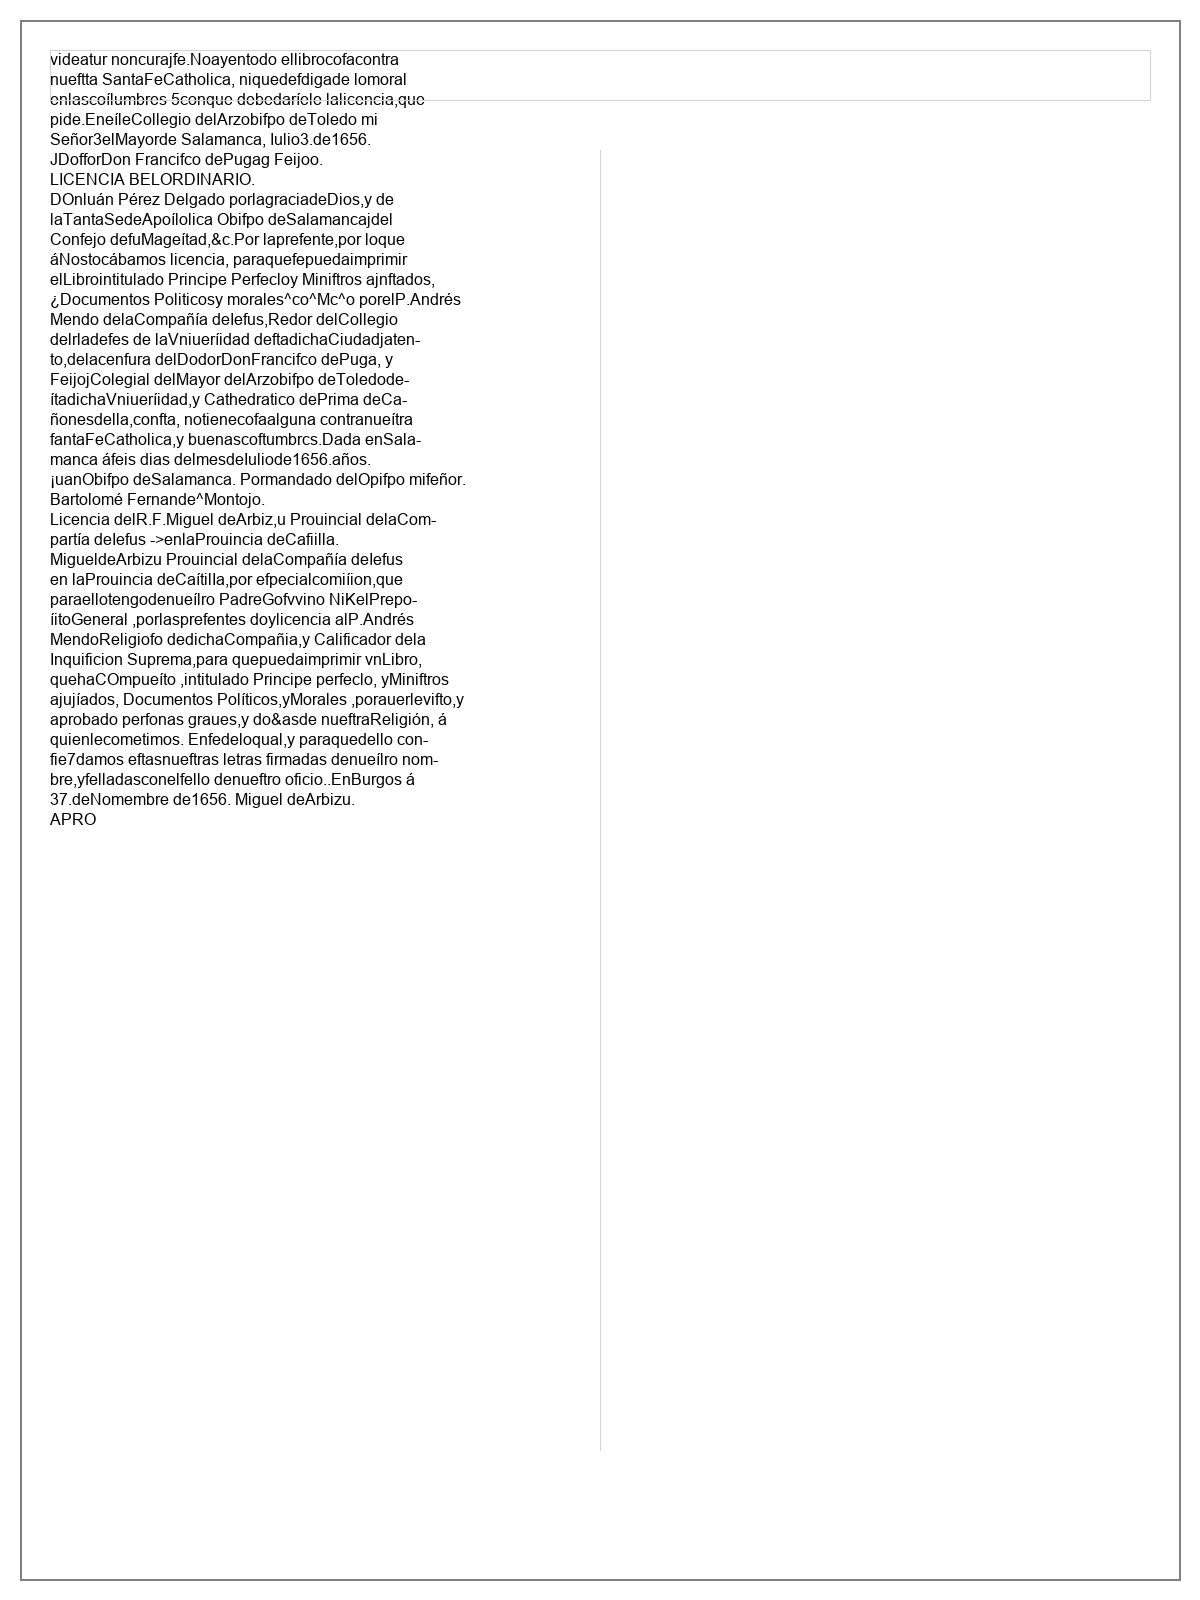 videatur noncurajfe.Noayentodo ellibrocofacontra
nueftta SantaFeCatholica, niquedefdigade lomoral
enlascoílumbres 5conque debedaríele lalicencia,que
pide.EneíleCollegio delArzobifpo deToledo mi
Señor3elMayorde Salamanca, Iulio3.de1656.
JDofforDon Francifco dePugag Feijoo.
LICENCIA BELORDINARIO.
DOnluán Pérez Delgado porlagraciadeDios,y de
laTantaSedeApoílolica Obifpo deSalamancajdel
Confejo defuMageítad,&c.Por laprefente,por loque
áNostocábamos licencia, paraquefepuedaimprimir
elLibrointitulado Principe Perfecloy Miniftros ajnftados,
¿Documentos Politicosy morales^co^Mc^o porelP.Andrés
Mendo delaCompañía deIefus,Redor delCollegio
delrladefes de laVniueríidad deftadichaCiudadjaten-
to,delacenfura delDodorDonFrancifco dePuga, y
FeijojColegial delMayor delArzobifpo deToledode-
ítadichaVniueríidad,y Cathedratico dePrima deCa-
ñonesdella,confta, notienecofaalguna contranueítra
fantaFeCatholica,y buenascoftumbrcs.Dada enSala-
manca áfeis dias delmesdeIuliode1656.años.
¡uanObifpo deSalamanca. Pormandado delOpifpo mifeñor.
Bartolomé Fernande^Montojo.
Licencia delR.F.Miguel deArbiz,u Prouincial delaCom-
partía deIefus ->enlaProuincia deCafiilla.
MigueldeArbizu Prouincial delaCompañía deIefus
en laProuincia deCaítilla,por efpecialcomiíion,que
paraellotengodenueílro PadreGofvvino NiKelPrepo-
íitoGeneral ,porlasprefentes doylicencia alP.Andrés
MendoReligiofo dedichaCompañia,y Calificador dela
Inquificion Suprema,para quepuedaimprimir vnLibro,
quehaCOmpueíto ,intitulado Principe perfeclo, yMiniftros
ajujíados, Documentos Políticos,yMorales ,porauerlevifto,y
aprobado perfonas graues,y do&asde nueftraReligión, á
quienlecometimos. Enfedeloqual,y paraquedello con-
fie7damos eftasnueftras letras firmadas denueílro nom-
bre,yfelladasconelfello denueftro oficio..EnBurgos á
37.deNomembre de1656. Miguel deArbizu.
APRO